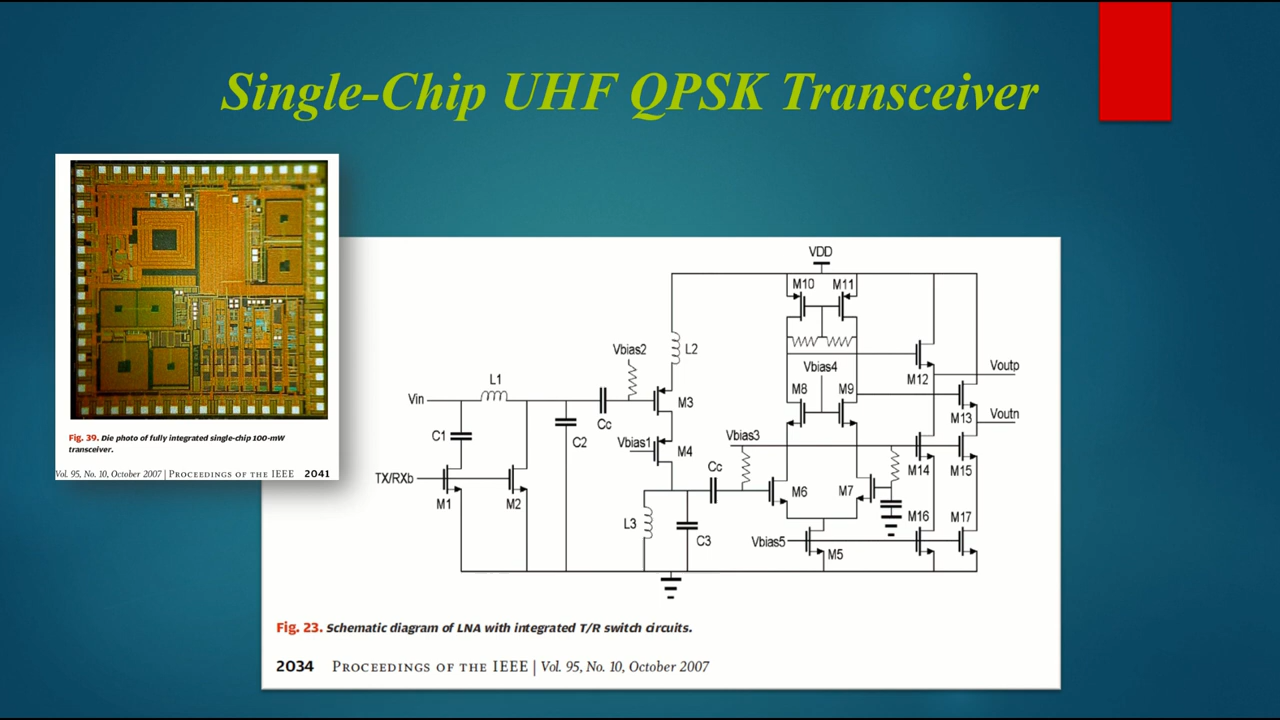 Single-Chip UHF QPSK Transceiver
Fig. 39. Die photo of fully integrated single-chip 100-mW
transceiver.
Vol. 95, No. 10, October 2007 | PROCEEDINGS OF THE IEEE 2041
VDD
M10 M11
L2
Vbias2
Vbias4
Voutp
M12
L1
M8 M9
Vin
M3
M13
Voutn
Cc
C1
C2
Vbias1
M4
Vbias3
Cc
M14 M15
TX/RXb
M6 M7
M1 M2
L3
C3
M16 M17
Vbias5
M5
Fig. 23. Schematic diagram of LNA with integrated T/R switch circuits.
2034 PROCEEDINGS OF THE IEEE | Vol. 95, No. 10, October 2007